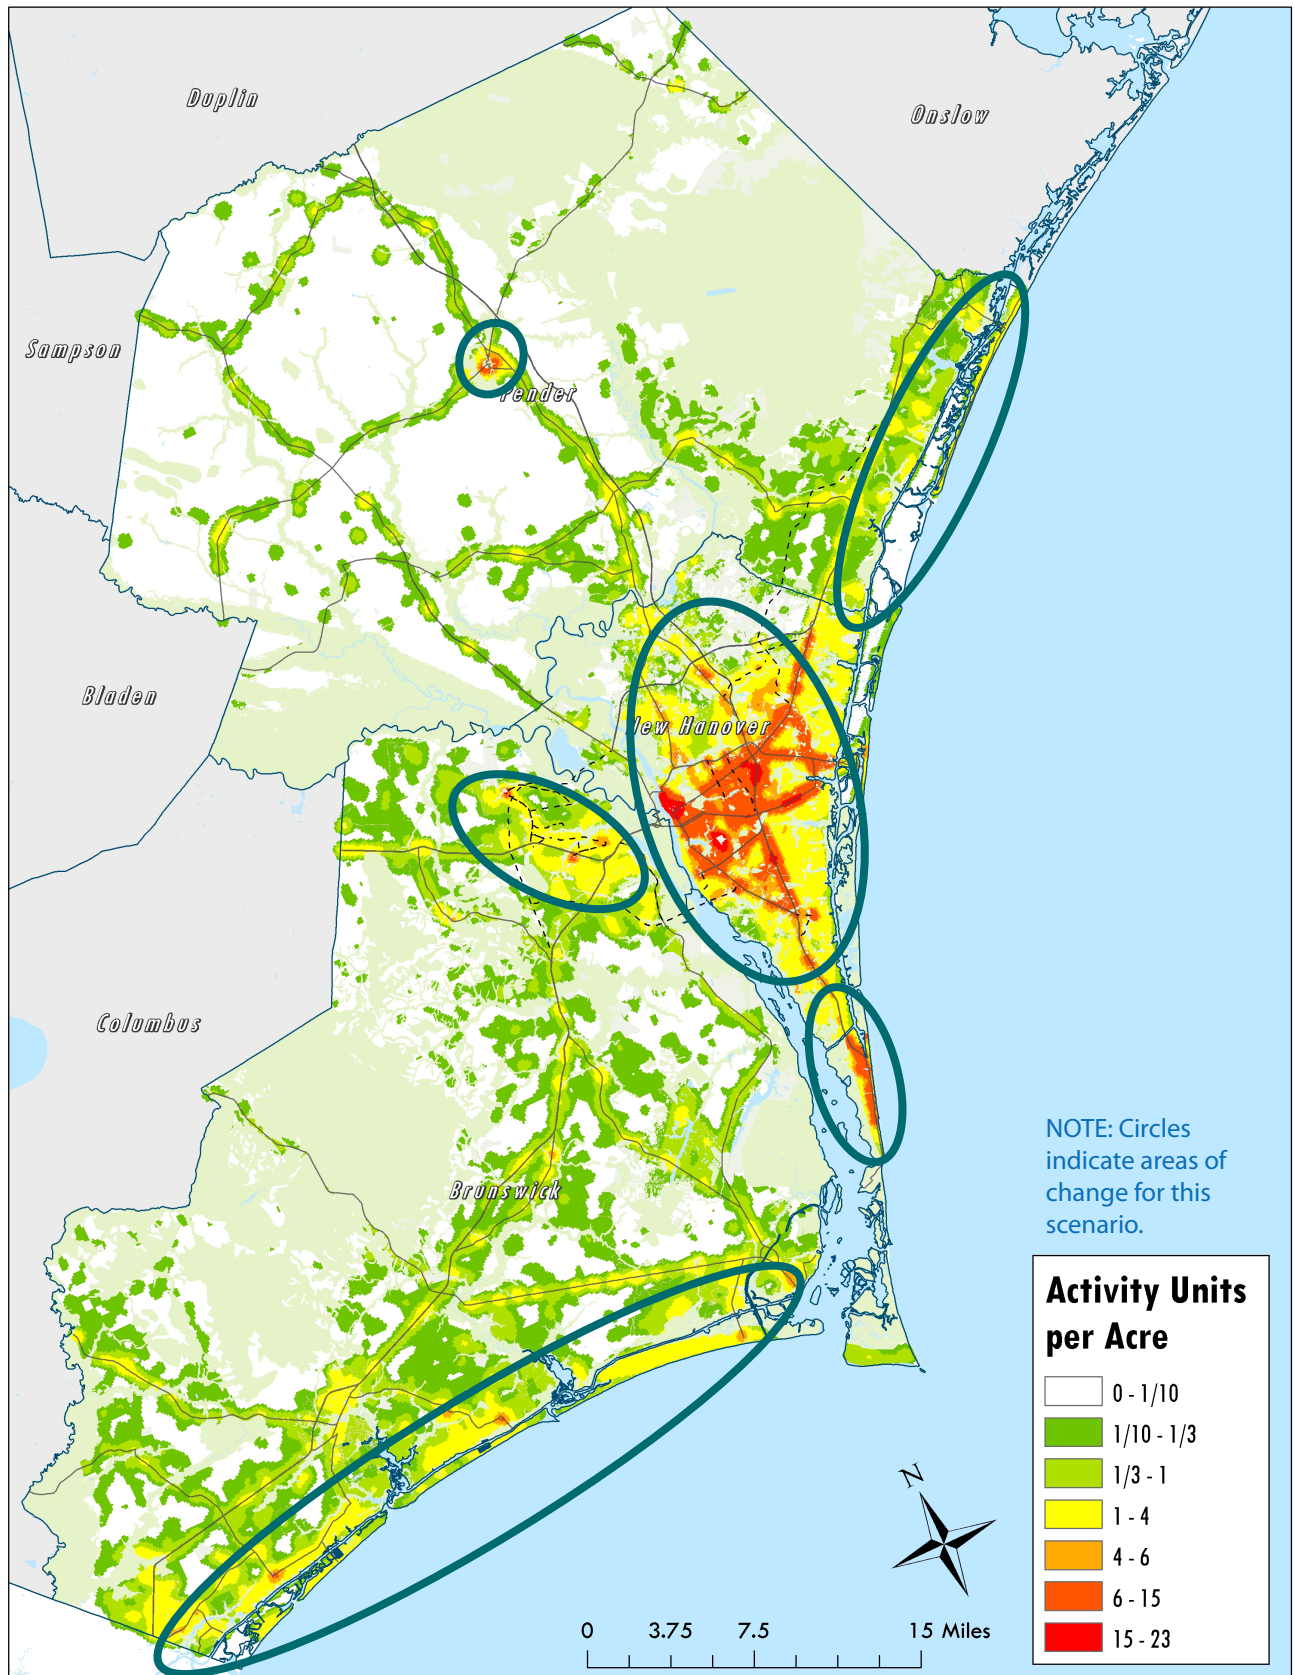 Duplin
Onslow
Sampson
Pender
New Hanover
Bladen
Columbus
Brunswick
NOTE: Circles
indicate areas of
change for this
scenario.
Activity Units
per Acre
0 - 1/10
1/10 - 1/3
1/3 - 1
1 - 4
4 - 6
6 - 15
15 - 23
N
0 3.75 7.5 15 Miles